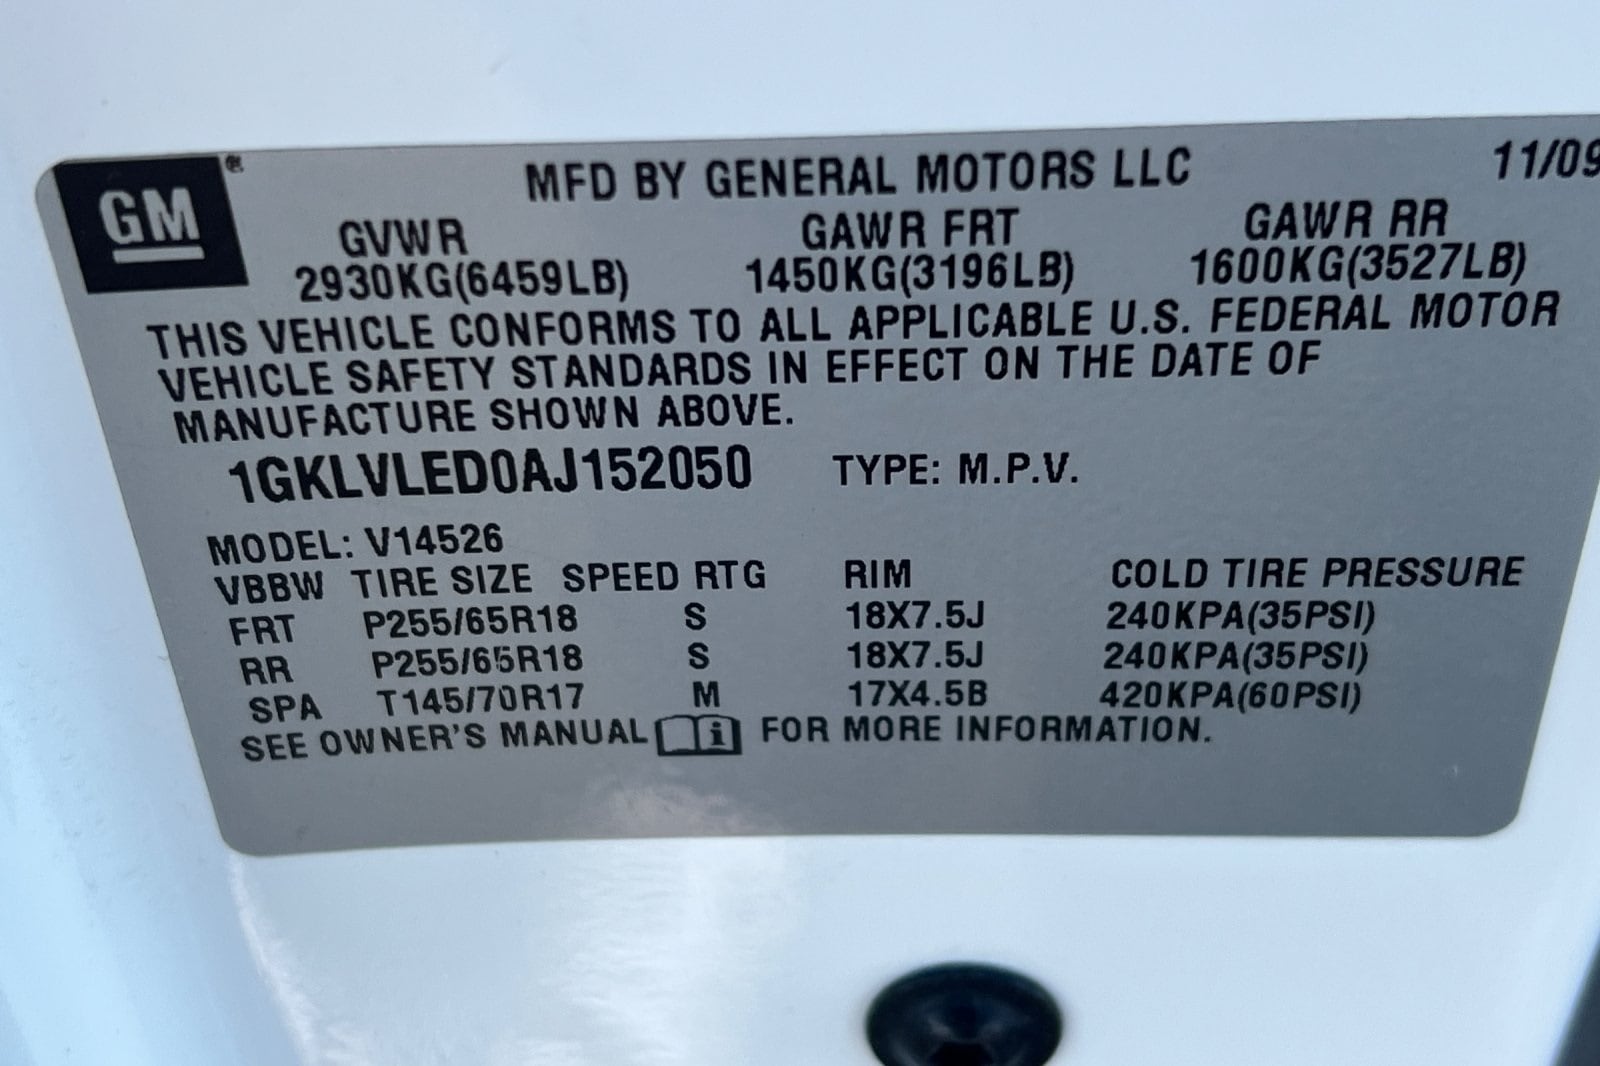 GM ® MFD BY GENERAL MOTORS LLC 11/09
GVWR GAWR FRT GAWR RR
2930KG(6459LB) 1450KG(3196LB) 1600KG(3527LB)
THIS VEHICLE CONFORMS TO ALL APPLICABLE U.S. FEDERAL MOTOR
VEHICLE SAFETY STANDARDS IN EFFECT ON THE DATE OF
MANUFACTURE SHOWN ABOVE.
1GKLVLED0AJ152050 TYPE: M.P.V.
MODEL: V14526
VBBW TIRE SIZE SPEED RTG RIM COLD TIRE PRESSURE
FRT P255/65R18 S 18X7.5J 240KPA(35PSI)
RR P255/65R18 S 18X7.5J 240KPA(35PSI)
SPA T145/70R17 M 17X4.5B 420KPA(60PSI)
SEE OWNER'S MANUAL i FOR MORE INFORMATION.